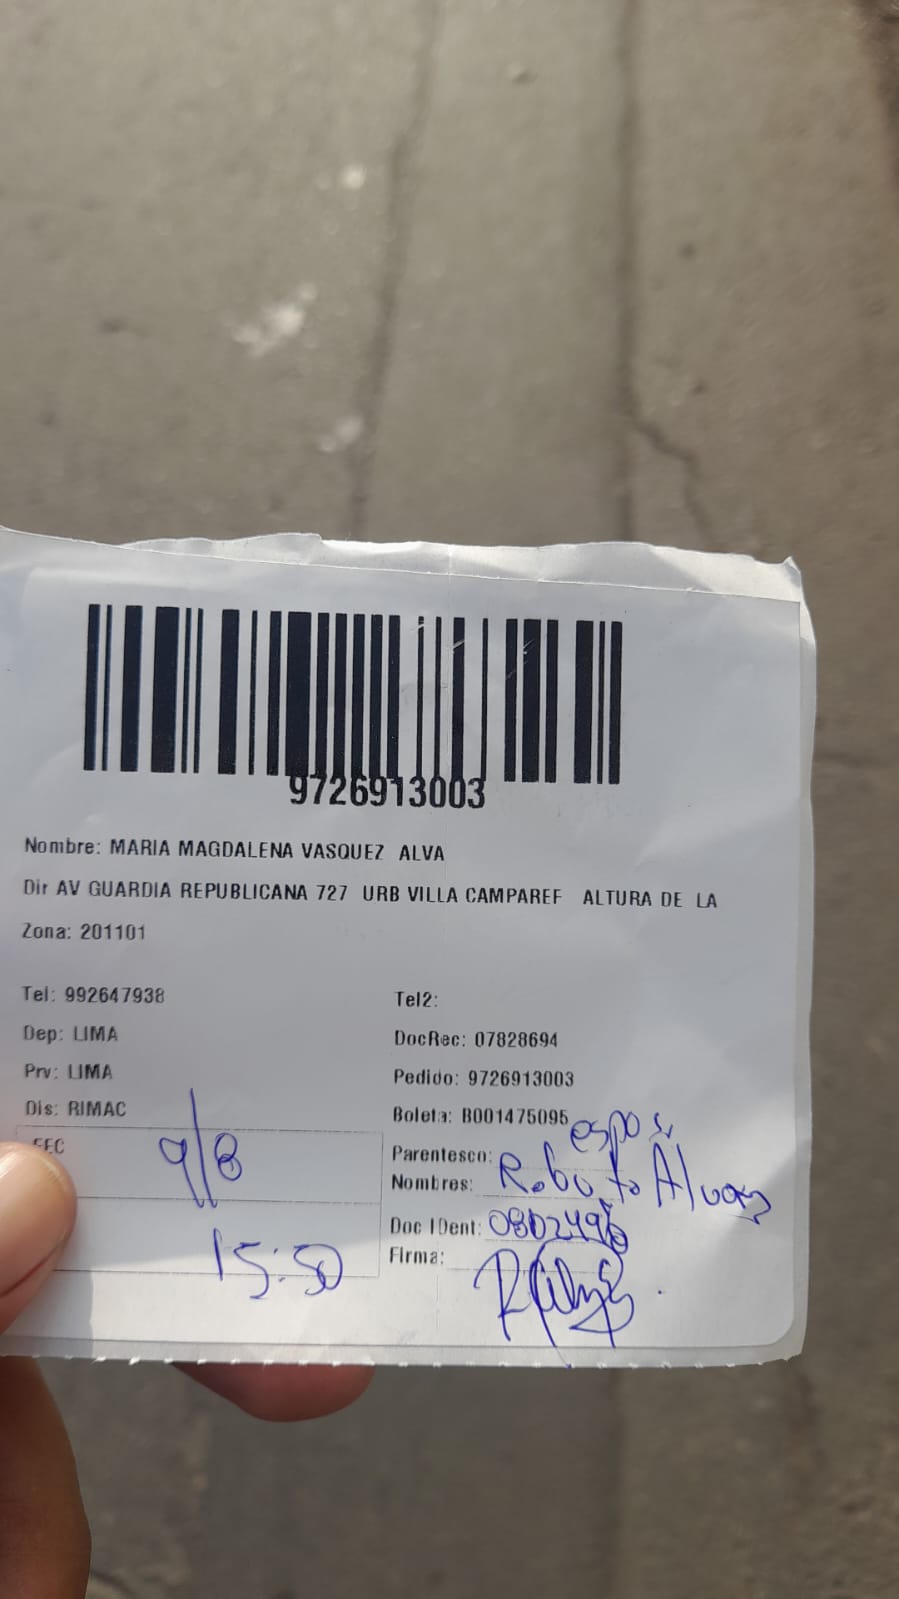 9726913003
Nombre: MARIA MAGDALENA VASQUEZ ALVA
Dir AV GUARDIA REPUBLICANA 727 URB VILLA CAMPAREF ALTURA DE LA
Zona: 201101
Tel: 992647938
Dep: LIMA
Prv: LIMA
Dis: RIMAC
FEC 9/8
15:50
Tel2:
DocRec: 07828694
Pedido: 9726913003
Boleta: B001475095
Parentesco: esposo
Nombres: Roberto
Doc IDent:
Firma: